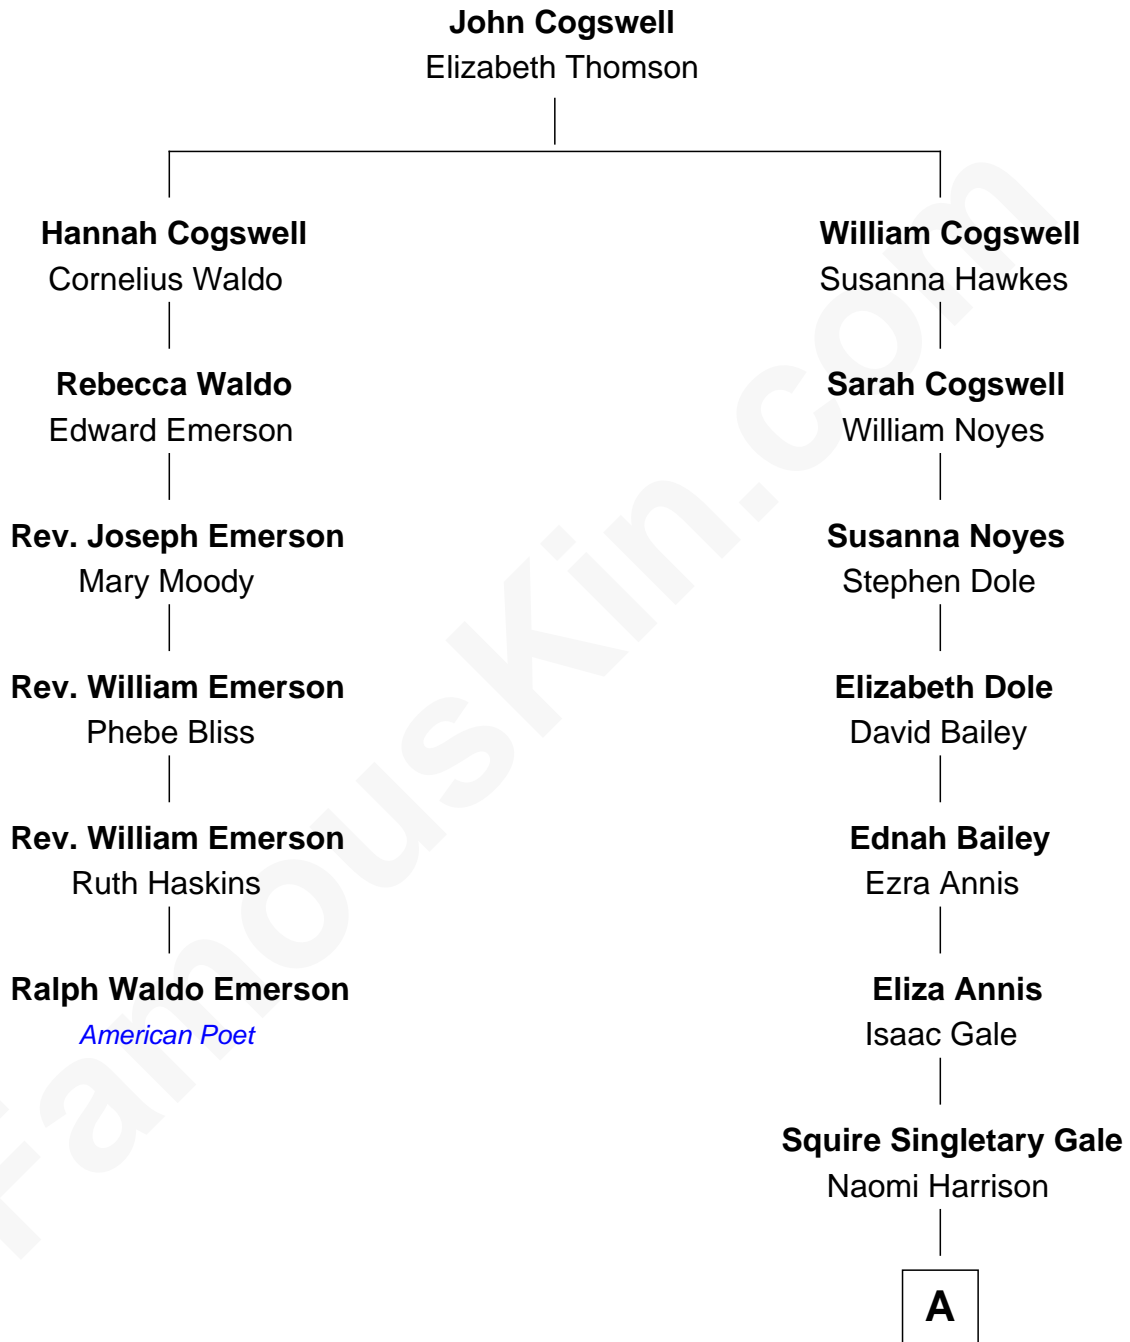 John Cogswell
Elizabeth Thomson
Hannah Cogswell
Cornelius Waldo
Rebecca Waldo
Edward Emerson
Rev. Joseph Emerson
Mary Moody
Rev. William Emerson
Phebe Bliss
Rev. William Emerson
Ruth Haskins
Ralph Waldo Emerson
American Poet
William Cogswell
Susanna Hawkes
Sarah Cogswell
William Noyes
Susanna Noyes
Stephen Dole
Elizabeth Dole
David Bailey
Ednah Bailey
Ezra Annis
Eliza Annis
Isaac Gale
Squire Singletary Gale
Naomi Harrison
A
FamousKin.com